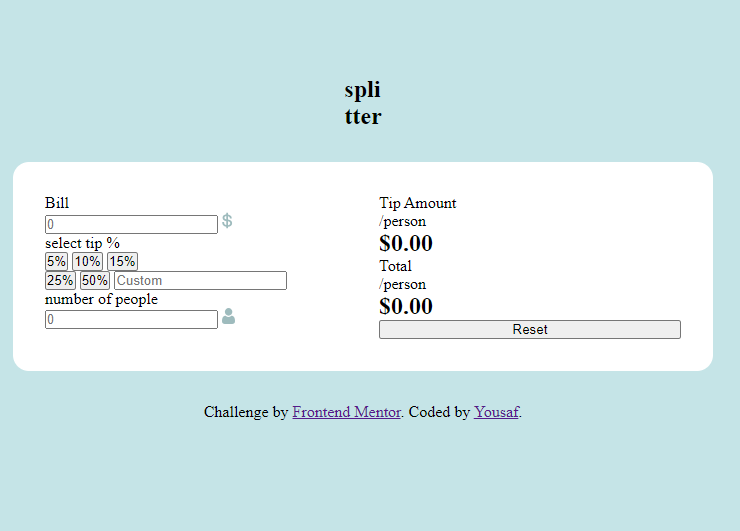 spli
tter
Bill
0 $
select tip %
5% 10% 15%
25% 50% Custom
number of people
0
Tip Amount
/person
$0.00
Total
/person
$0.00
Reset
Challenge by Frontend Mentor. Coded by Yousaf.